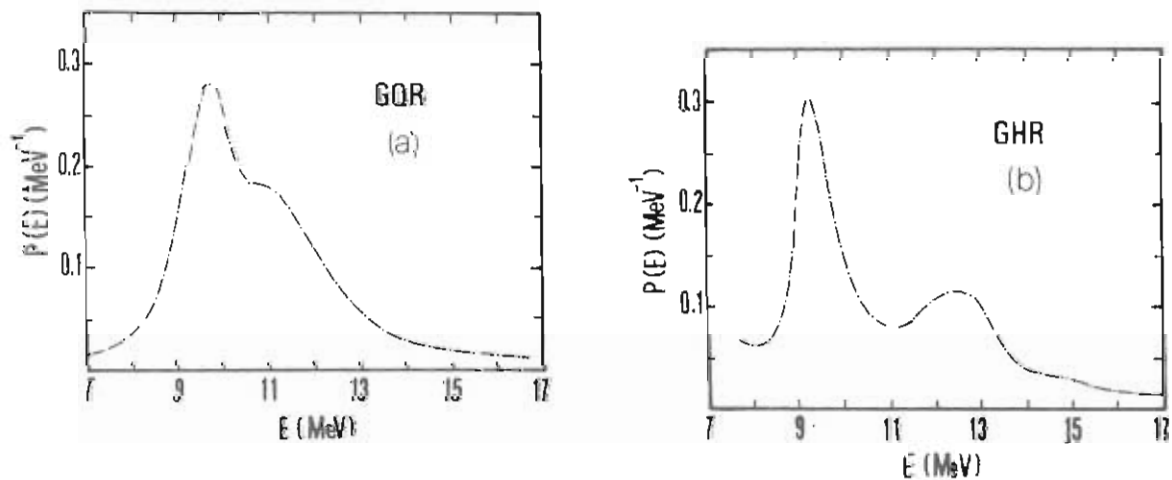 GQR
(a)
P(E) (MeV⁻¹)
0.3
0.2
0.1
7 9 11 13 15 17
E (MeV)
GHR
(b)
P(E) (MeV⁻¹)
0.3
0.2
0.1
7 9 11 13 15 17
E (MeV)